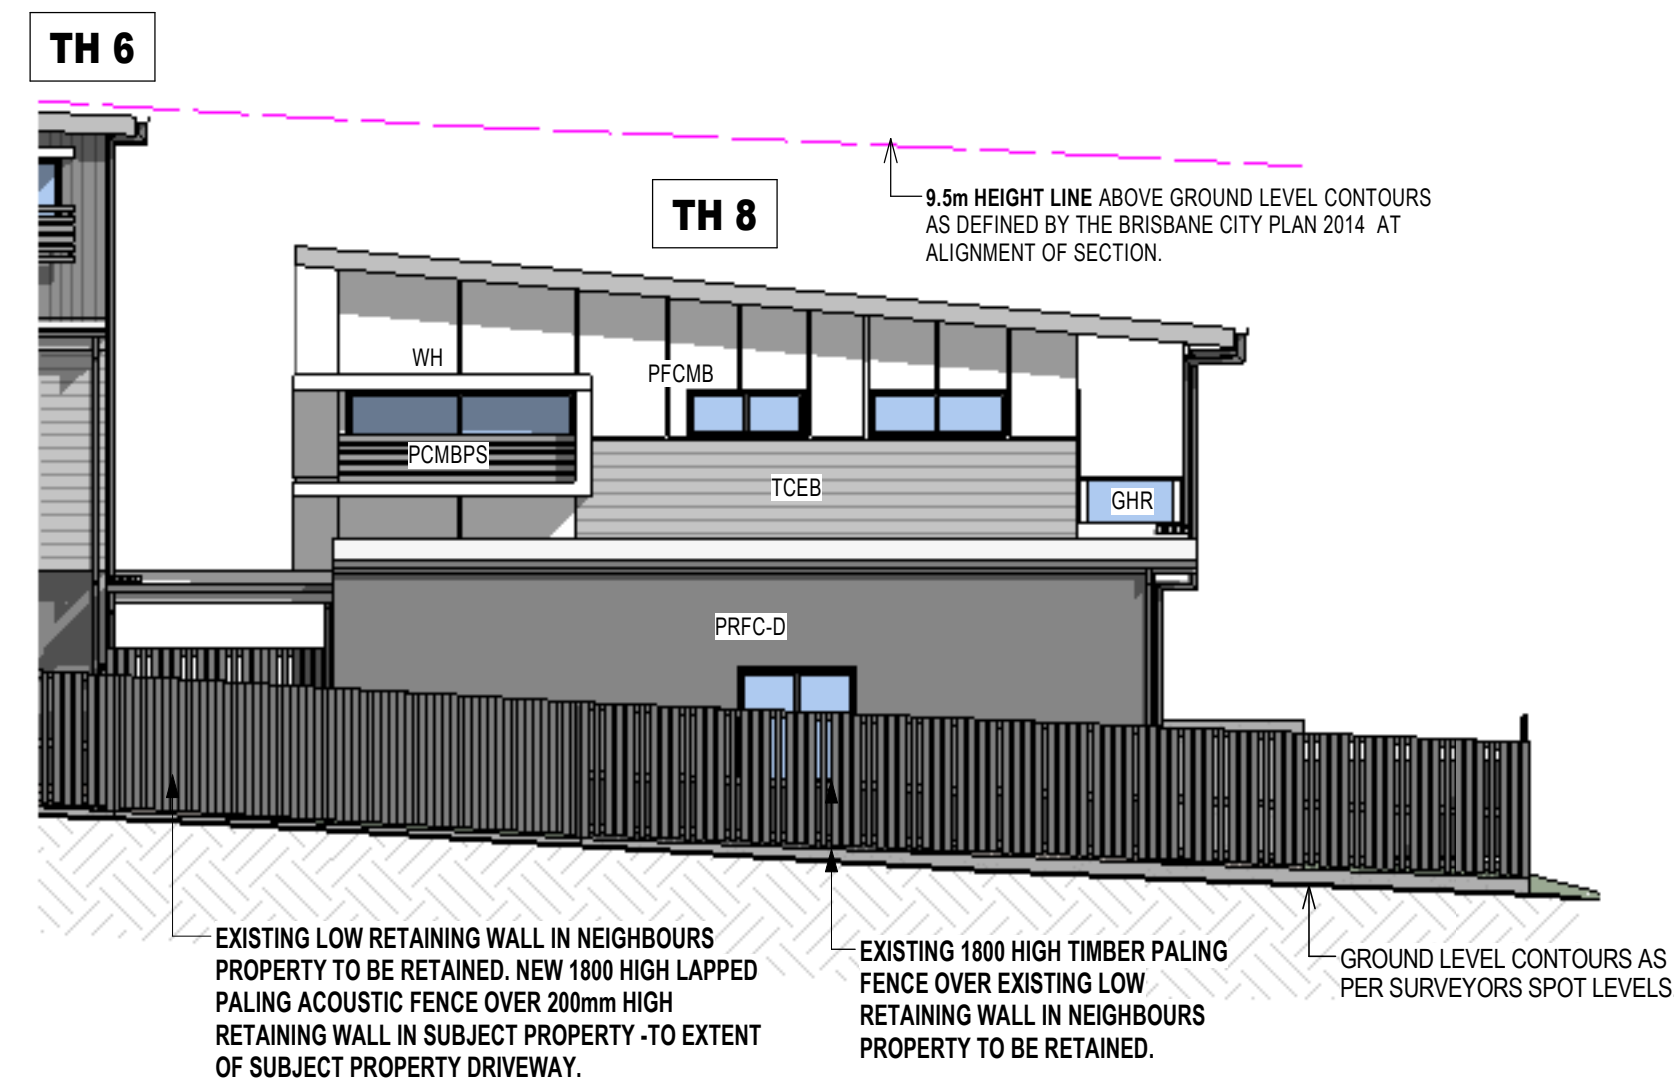 TH 6
TH 8
9.5m HEIGHT LINE ABOVE GROUND LEVEL CONTOURS
AS DEFINED BY THE BRISBANE CITY PLAN 2014 AT
ALIGNMENT OF SECTION.
WH
PFCMB
PCMBPS
TCEB
GHR
PRFC-D
EXISTING LOW RETAINING WALL IN NEIGHBOURS
PROPERTY TO BE RETAINED. NEW 1800 HIGH LAPPED
PALING ACOUSTIC FENCE OVER 200mm HIGH
RETAINING WALL IN SUBJECT PROPERTY -TO EXTENT
OF SUBJECT PROPERTY DRIVEWAY.
EXISTING 1800 HIGH TIMBER PALING
FENCE OVER EXISTING LOW
RETAINING WALL IN NEIGHBOURS
PROPERTY TO BE RETAINED.
GROUND LEVEL CONTOURS AS
PER SURVEYORS SPOT LEVELS